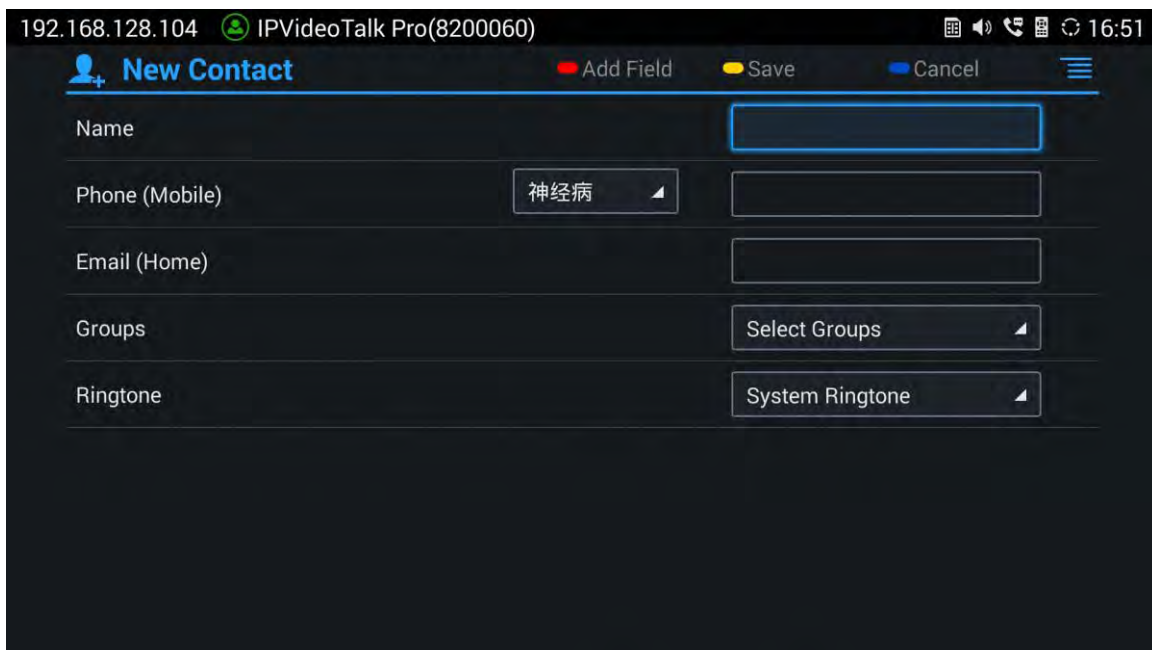 192.168.128.104 IPVideoTalk Pro(8200060) 16:51
New Contact Add Field Save Cancel
Name
Phone (Mobile) 神经病
Email (Home)
Groups Select Groups
Ringtone System Ringtone